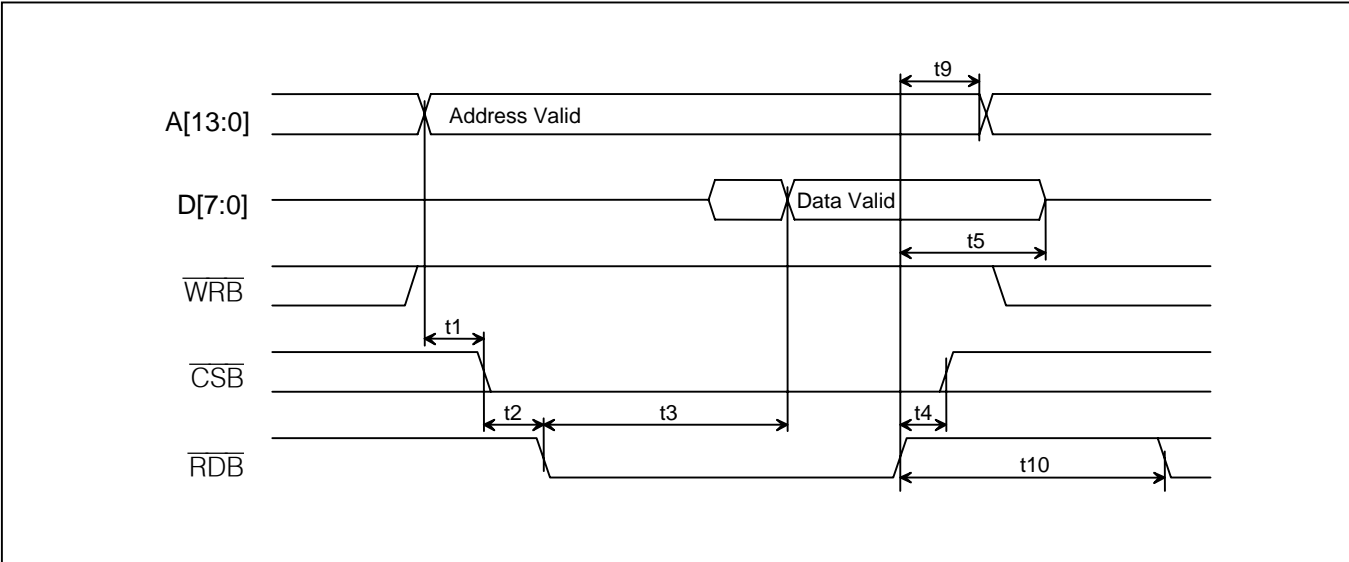 t9
A[13:0]
Address Valid
D[7:0]
Data Valid
t5
WRB
t1
CSB
t2
t3
t4
RDB
t10